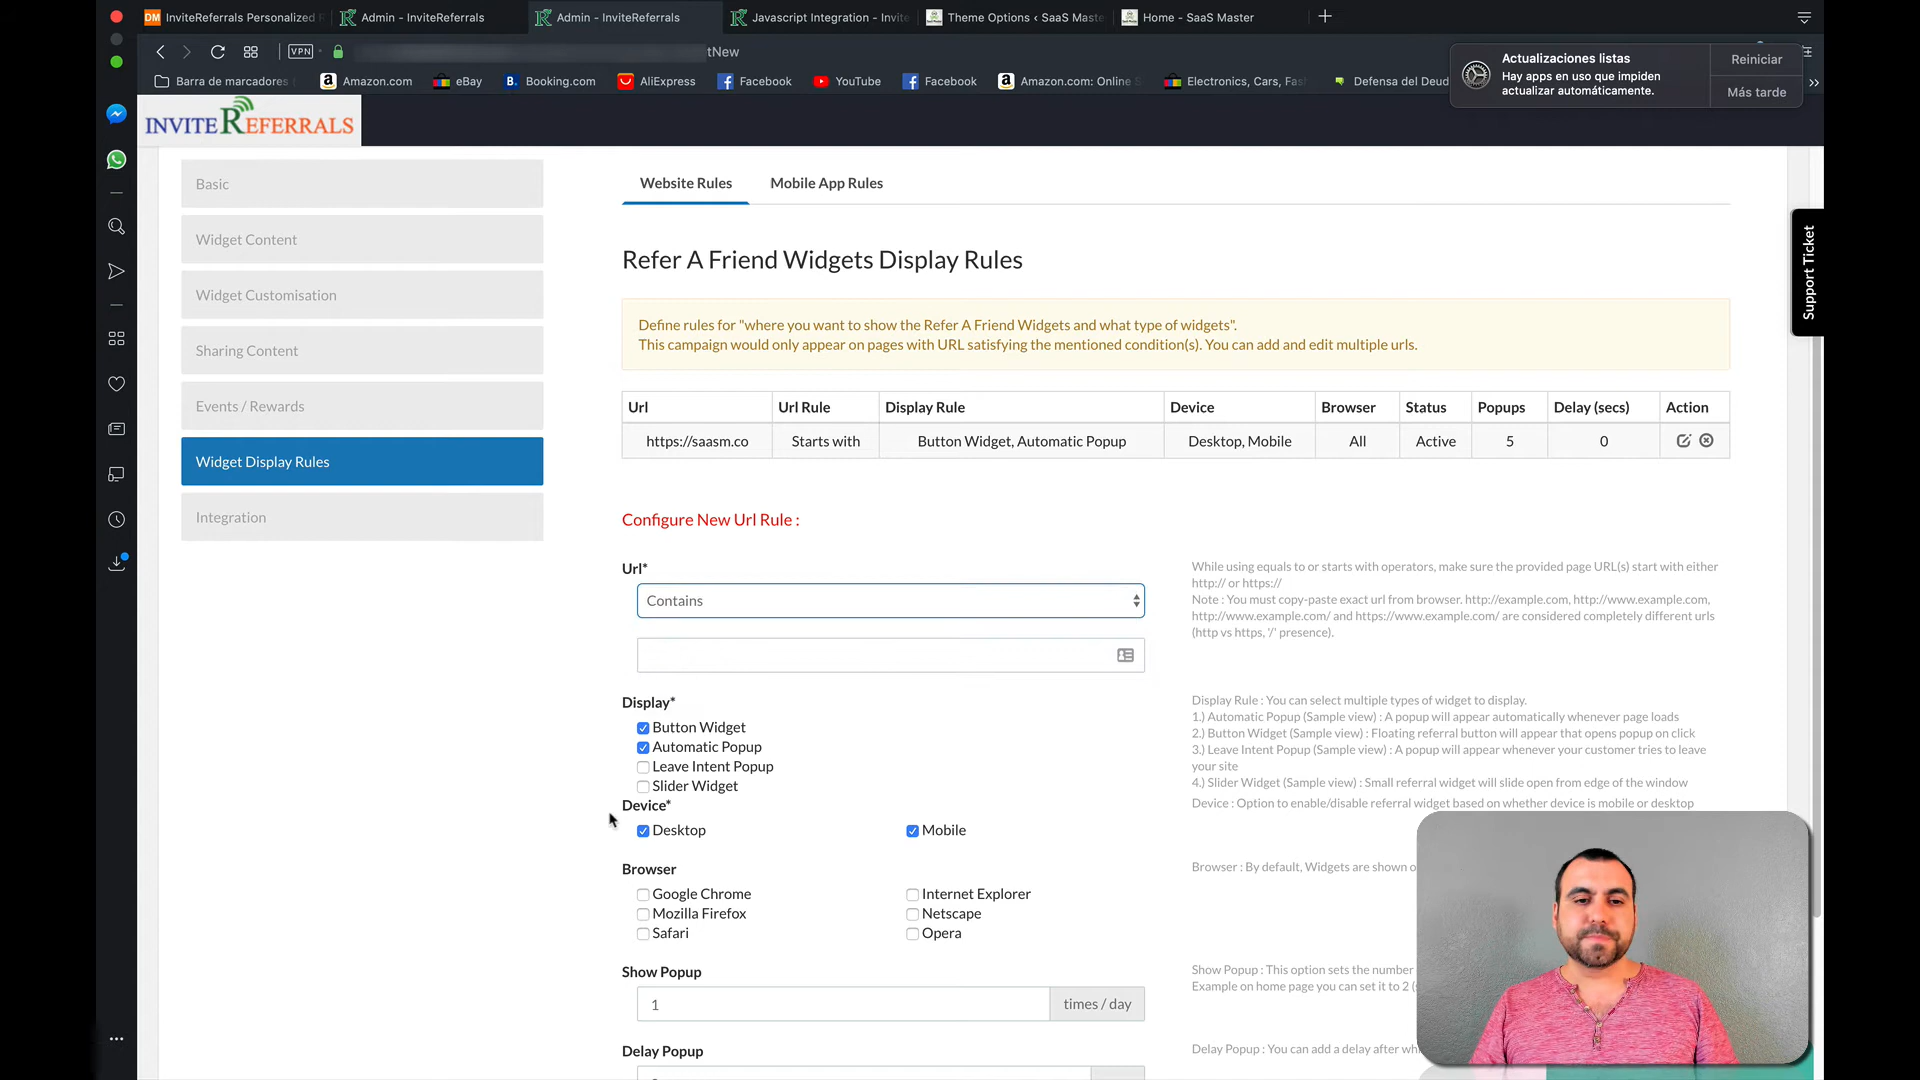 InviteReferrals Personalized R
Admin - InviteReferrals
Admin - InviteReferrals
Javascript Integration - Invite
Theme Options ‹ SaaS Maste
Home - SaaS Master
VPN
tNew
Barra de marcadores
Amazon.com
eBay
Booking.com
AliExpress
Facebook
YouTube
Facebook
Amazon.com: Online S
Electronics, Cars, Fas
Defensa del Deud
Actualizaciones listas
Hay apps en uso que impiden
actualizar automáticamente.
Reiniciar
Más tarde
INVITEREFERRALS
Basic
Widget Content
Widget Customisation
Sharing Content
Events / Rewards
Widget Display Rules
Integration
Support Ticket
Website Rules
Mobile App Rules
Refer A Friend Widgets Display Rules
Define rules for "where you want to show the Refer A Friend Widgets and what type of widgets".
This campaign would only appear on pages with URL satisfying the mentioned condition(s). You can add and edit multiple urls.
Url Url Rule Display Rule Device Browser Status Popups Delay (secs) Action
https://saasm.co Starts with Button Widget, Automatic Popup Desktop, Mobile All Active 5 0
Configure New Url Rule :
Url*
Contains
While using equals to or starts with operators, make sure the provided page URL(s) start with either
http:// or https://
Note : You must copy-paste exact url from browser. http://example.com, http://www.example.com,
http://www.example.com/ and https://www.example.com/ are considered completely different urls
(http vs https, '/' presence).
Display*
Button Widget
Automatic Popup
Leave Intent Popup
Slider Widget
Display Rule : You can select multiple types of widget to display.
1.) Automatic Popup (Sample view) : A popup will appear automatically whenever page loads
2.) Button Widget (Sample view) : Floating referral button will appear that opens popup on click
3.) Leave Intent Popup (Sample view) : A popup will appear whenever your customer tries to leave
your site
4.) Slider Widget (Sample view) : Small referral widget will slide open from edge of the window
Device*
Desktop
Mobile
Device : Option to enable/disable referral widget based on whether device is mobile or desktop
Browser
Google Chrome
Internet Explorer
Mozilla Firefox
Netscape
Safari
Opera
Browser : By default, Widgets are shown o
Show Popup
1
times / day
Show Popup : This option sets the number
Example on home page you can set it to 2 (
Delay Popup
Delay Popup : You can add a delay after wh